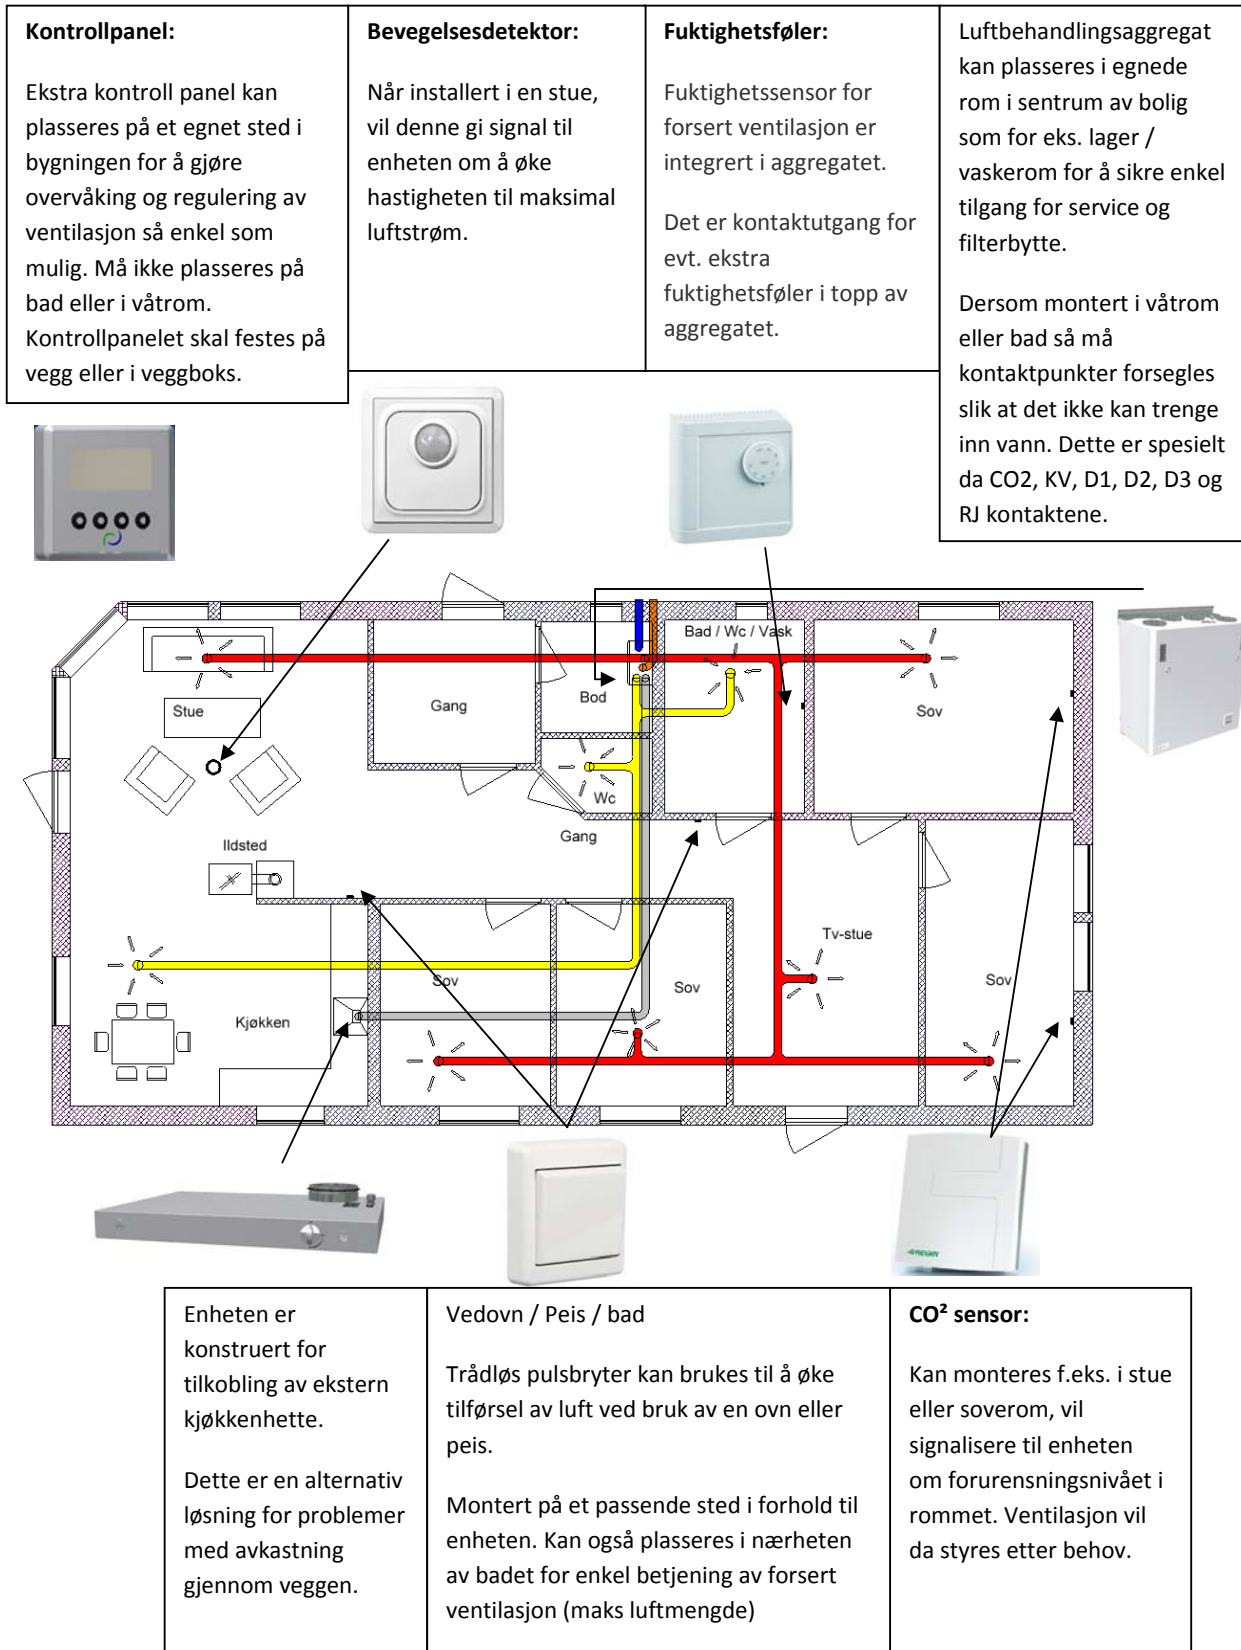 Kontrollpanel:
Ekstra kontroll panel kan
plasseres på et egnet sted i
bygningen for å gjøre
overvåking og regulering av
ventilasjon så enkel som
mulig. Må ikke plasseres på
bad eller i våtrom.
Kontrollpanelet skal festes på
vegg eller i veggboks.
Bevegelsesdetektor:
Når installert i en stue,
vil denne gi signal til
enheten om å øke
hastigheten til maksimal
luftstrøm.
Fuktighetsføler:
Fuktighetssensor for
forsert ventilasjon er
integrert i aggregatet.
Det er kontaktutgang for
evt. ekstra
fuktighetsføler i topp av
aggregatet.
Luftbehandlingsaggregat
kan plasseres i egnede
rom i sentrum av bolig
som for eks. lager /
vaskerom for å sikre enkel
tilgang for service og
filterbytte.
Dersom montert i våtrom
eller bad så må
kontaktpunkter forsegles
slik at det ikke kan trenge
inn vann. Dette er spesielt
da CO2, KV, D1, D2, D3 og
RJ kontaktene.
Bad / Wc / Vask
Stue
Gang
Bod
Sov
Wc
Gang
Ildsted
Tv-stue
Sov
Sov
Sov
Kjøkken
REGIN
Enheten er
konstruert for
tilkobling av ekstern
kjøkkenhette.
Dette er en alternativ
løsning for problemer
med avkastning
gjennom veggen.
Vedovn / Peis / bad
Trådløs pulsbryter kan brukes til å øke
tilførsel av luft ved bruk av en ovn eller
peis.
Montert på et passende sted i forhold til
enheten. Kan også plasseres i nærheten
av badet for enkel betjening av forsert
ventilasjon (maks luftmengde)
CO² sensor:
Kan monteres f.eks. i stue
eller soverom, vil
signalisere til enheten
om forurensningsnivået i
rommet. Ventilasjon vil
da styres etter behov.